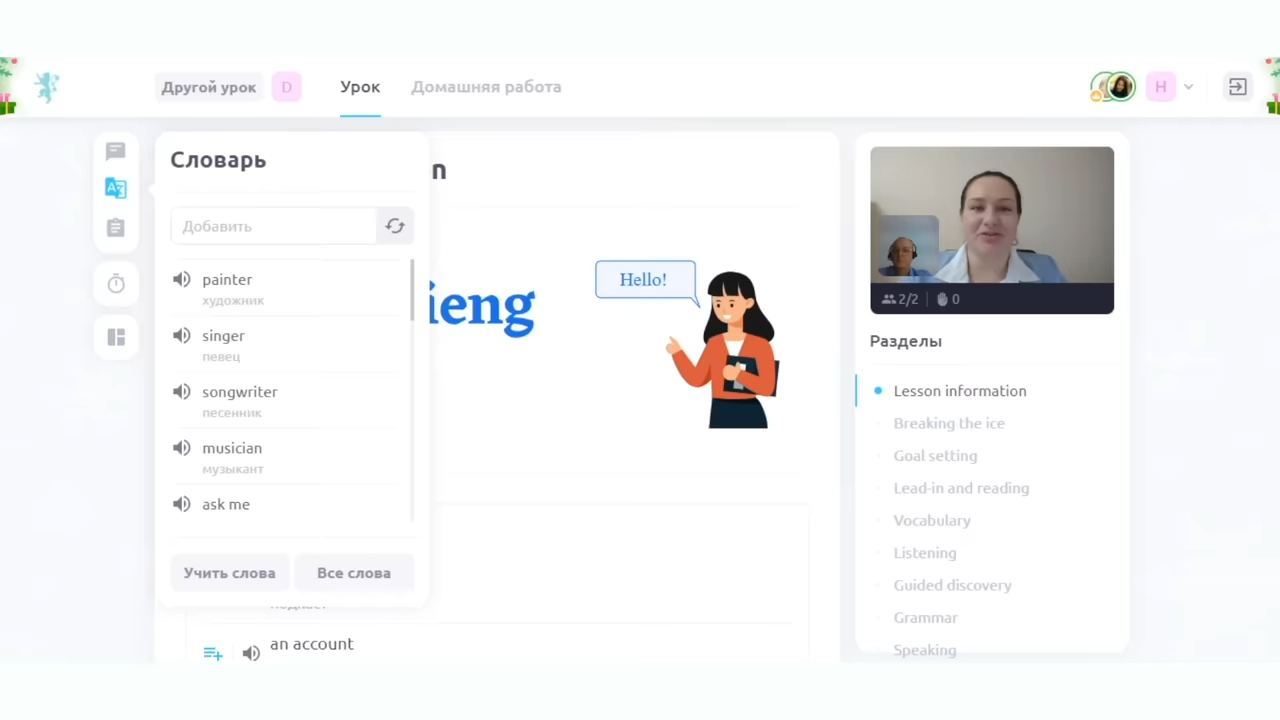 Другой урок
D
Урок
Домашняя работа
H
Словарь
Добавить
painter
художник
singer
певец
songwriter
песенник
musician
музыкант
ask me
Учить слова
Все слова
n
ieng
Hello!
an account
2/2
0
Разделы
Lesson information
Breaking the ice
Goal setting
Lead-in and reading
Vocabulary
Listening
Guided discovery
Grammar
Speaking